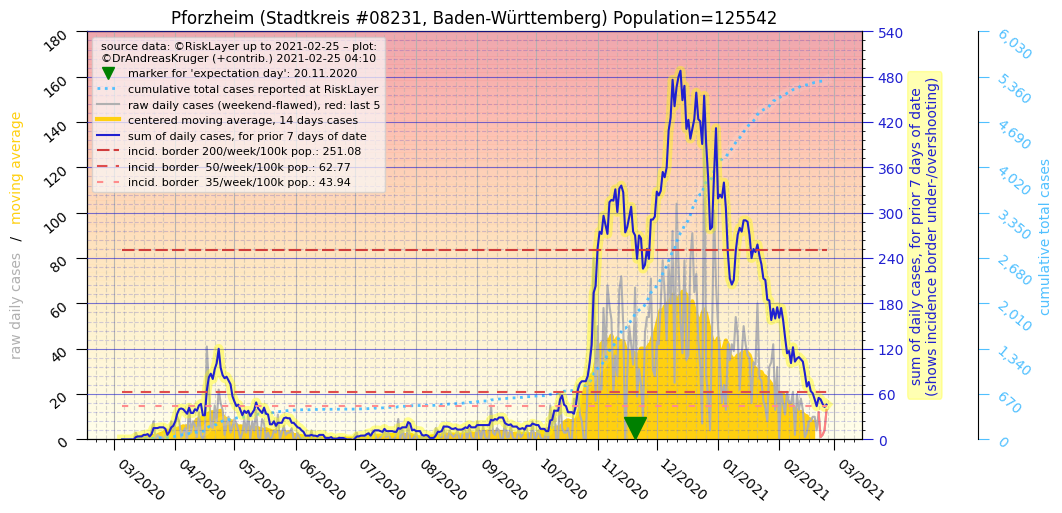 Pforzheim (Stadtkreis #08231, Baden-Württemberg) Population=125542
source data: ©RiskLayer up to 2021-02-25 – plot:
©DrAndreasKruger (+contrib.) 2021-02-25 04:10
marker for 'expectation day': 20.11.2020
cumulative total cases reported at RiskLayer
raw daily cases (weekend-flawed), red: last 5
centered moving average, 14 days cases
sum of daily cases, for prior 7 days of date
incid. border 200/week/100k pop.: 251.08
incid. border  50/week/100k pop.: 62.77
incid. border  35/week/100k pop.: 43.94
raw daily cases / moving average
180
160
140
120
100
80
60
40
20
0
03/2020
04/2020
05/2020
06/2020
07/2020
08/2020
09/2020
10/2020
11/2020
12/2020
01/2021
02/2021
03/2021
540
480
420
360
300
240
180
120
60
0
sum of daily cases, for prior 7 days of date
(shows incidence border under-/overshooting)
6,030
5,360
4,690
4,020
3,350
2,680
2,010
1,340
670
0
cumulative total cases